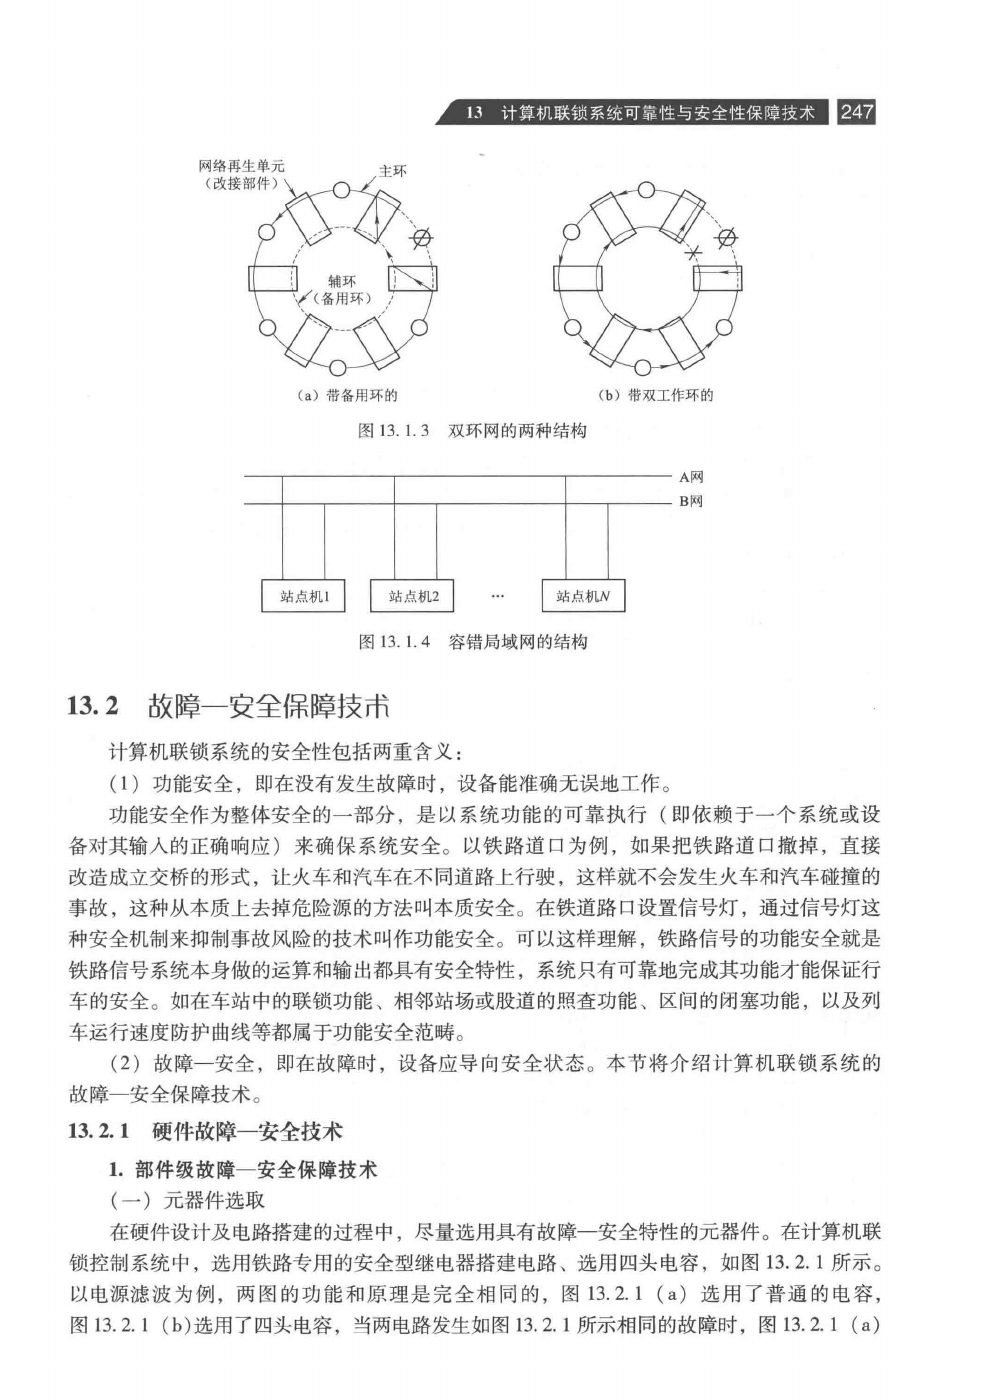 13 计算机联锁系统可靠性与安全性保障技术 247
网络再生单元
（改接部件）
主环
辅环
（备用环）
（a）带备用环的
（b）带双工作环的
图 13.1.3 双环网的两种结构
A网
B网
站点机1
站点机2
…
站点机N
图 13.1.4 容错局域网的结构
13.2 故障—安全保障技术
计算机联锁系统的安全性包括两重含义：
（1）功能安全，即在没有发生故障时，设备能准确无误地工作。
功能安全作为整体安全的一部分，是以系统功能的可靠执行（即依赖于一个系统或设
备对其输入的正确响应）来确保系统安全。以铁路道口为例，如果把铁路道口撤掉，直接
改造成立交桥的形式，让火车和汽车在不同道路上行驶，这样就不会发生火车和汽车碰撞的
事故，这种从本质上去掉危险源的方法叫本质安全。在铁道路口设置信号灯，通过信号灯这
种安全机制来抑制事故风险的技术叫作功能安全。可以这样理解，铁路信号的功能安全就是
铁路信号系统本身做的运算和输出都具有安全特性，系统只有可靠地完成其功能才能保证行
车的安全。如在车站中的联锁功能、相邻站场或股道的照查功能、区间的闭塞功能，以及列
车运行速度防护曲线等都属于功能安全范畴。
（2）故障—安全，即在故障时，设备应导向安全状态。本节将介绍计算机联锁系统的
故障—安全保障技术。
13.2.1 硬件故障—安全技术
1. 部件级故障—安全保障技术
（一）元器件选取
在硬件设计及电路搭建的过程中，尽量选用具有故障—安全特性的元器件。在计算机联
锁控制系统中，选用铁路专用的安全型继电器搭建电路、选用四头电容，如图 13.2.1 所示。
以电源滤波为例，两图的功能和原理是完全相同的，图 13.2.1（a）选用了普通的电容，
图 13.2.1（b)选用了四头电容，当两电路发生如图 13.2.1 所示相同的故障时，图 13.2.1（a）